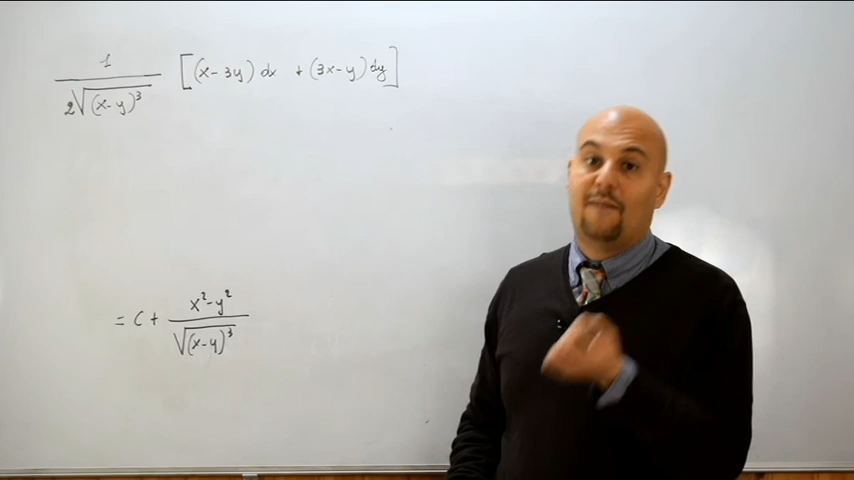 1 / 2√(x-y)³ [(x-3y)dx + (3x-y)dy]
= C + x²-y² / √(x-y)³